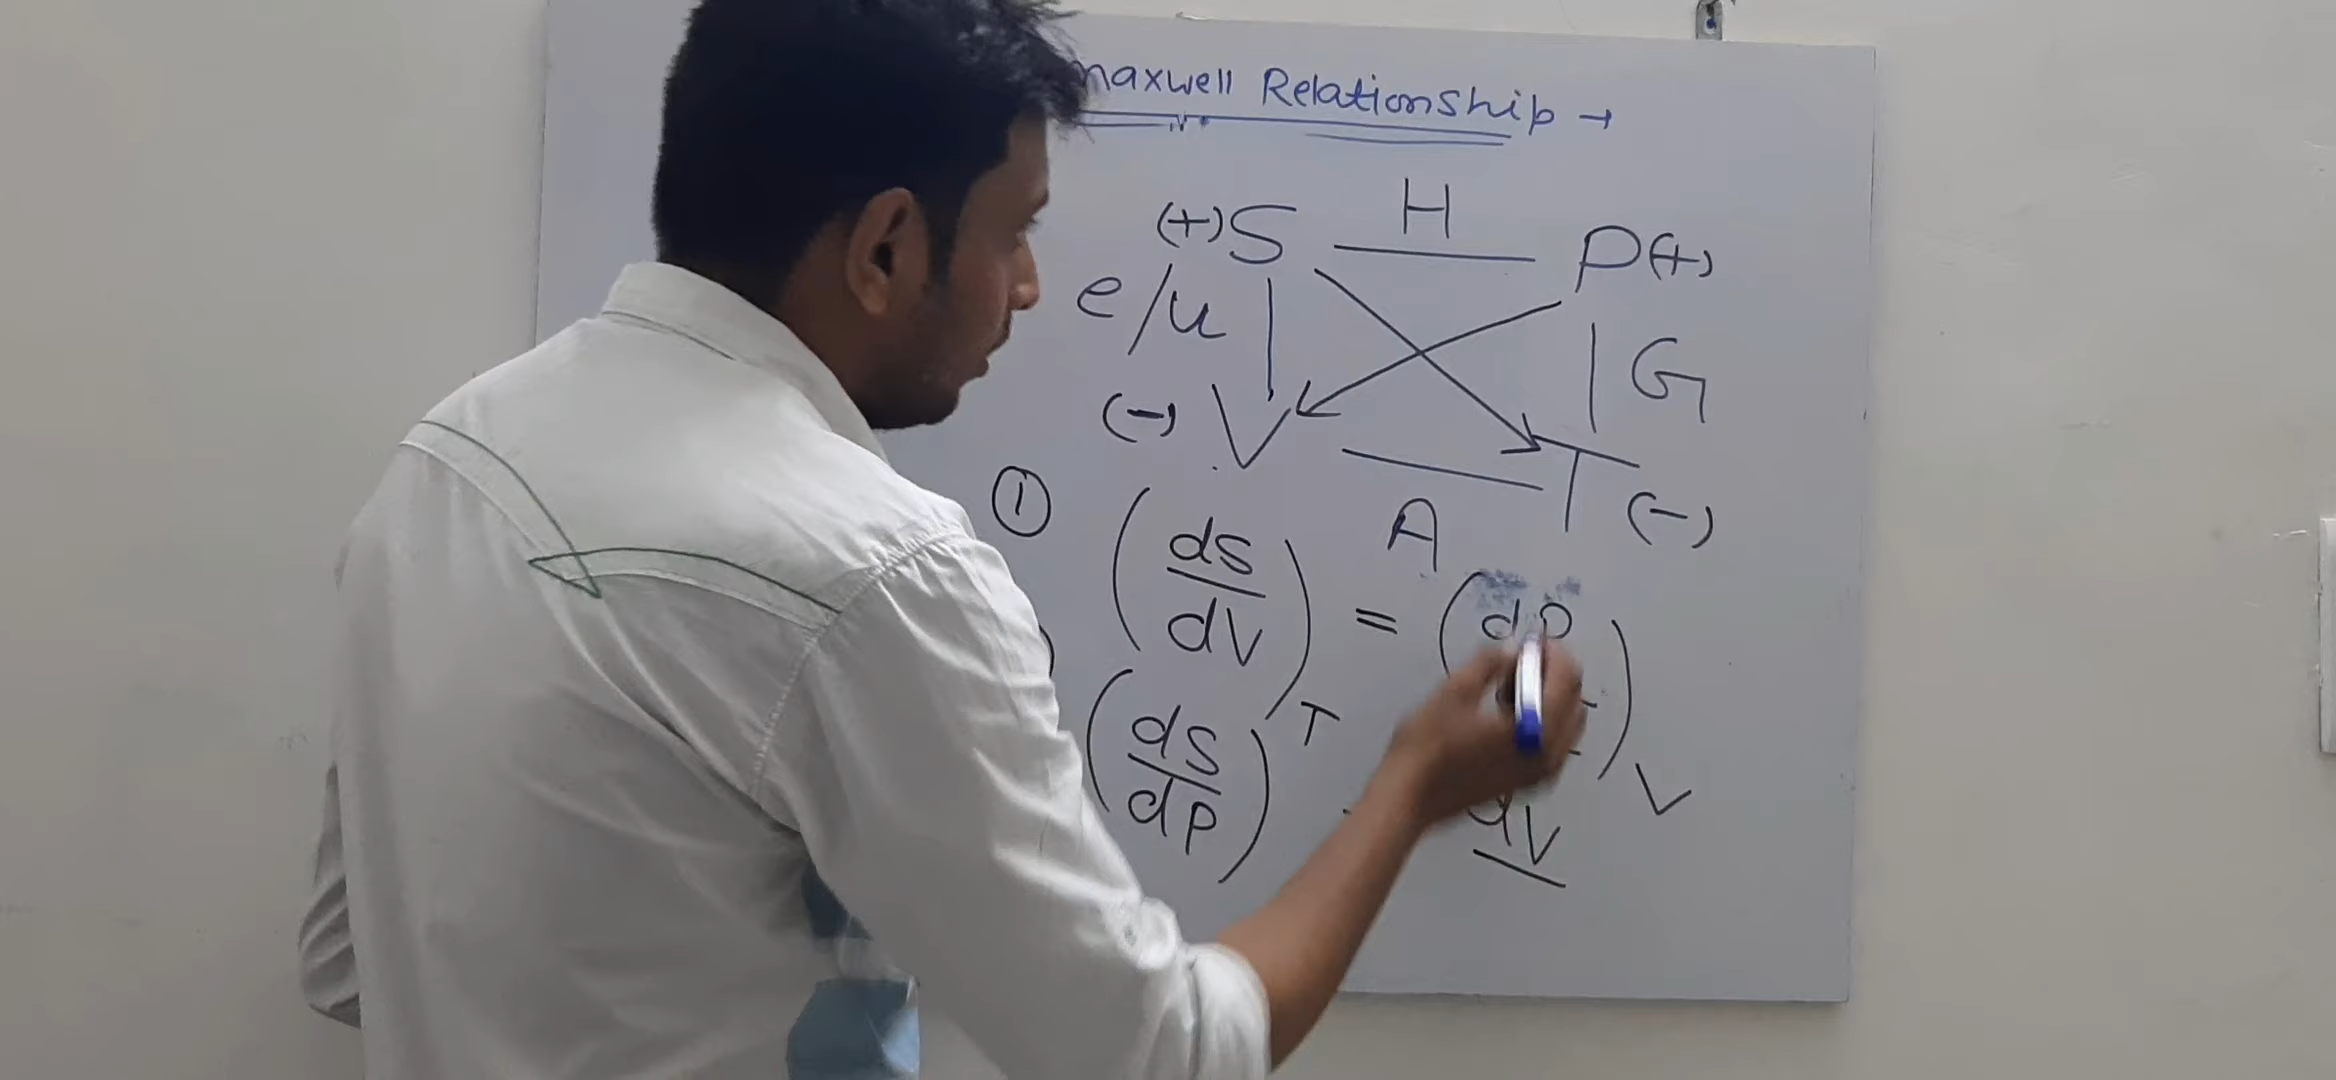 Maxwell Relationship →
H
(+) S P (+)
e/u G
(-) V T (-)
A
① (ds/dV)T = (dP )V
(ds/dP) dV